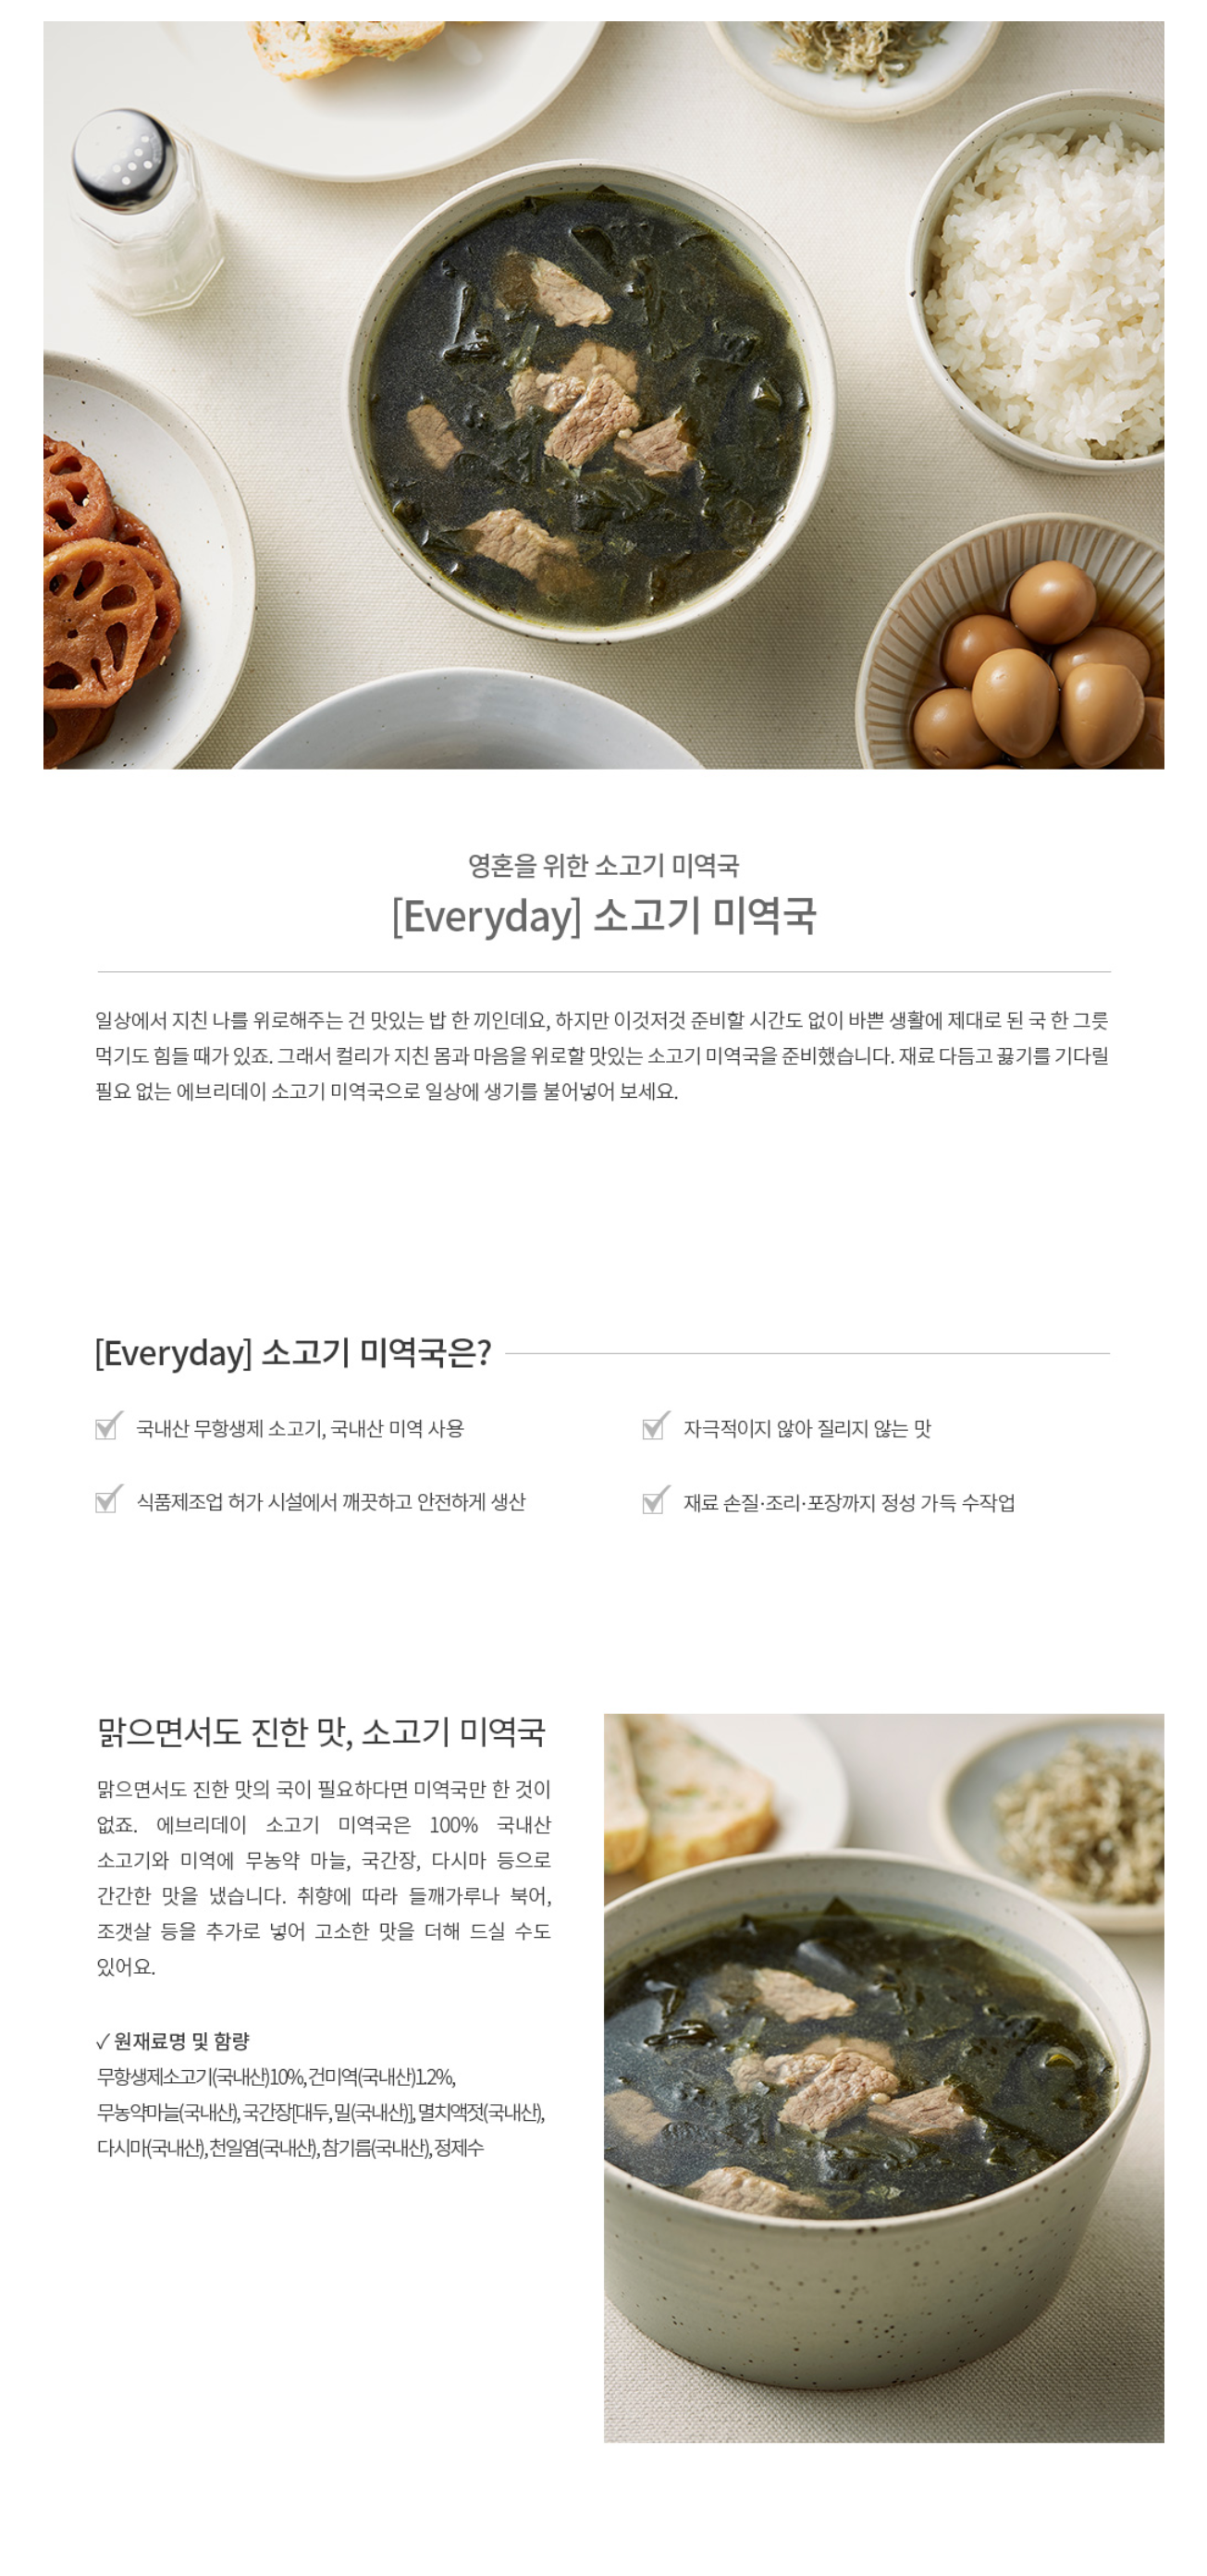 영혼을 위한 소고기 미역국
[Everyday] 소고기 미역국
일상에서 지친 나를 위로해주는 건 맛있는 밥 한 끼인데요, 하지만 이것저것 준비할 시간도 없이 바쁜 생활에 제대로 된 국 한 그릇
먹기도 힘들 때가 있죠. 그래서 컬리가 지친 몸과 마음을 위로할 맛있는 소고기 미역국을 준비했습니다. 재료 다듬고 끓기를 기다릴
필요 없는 에브리데이 소고기 미역국으로 일상에 생기를 불어넣어 보세요.
[Everyday] 소고기 미역국은?
국내산 무항생제 소고기, 국내산 미역 사용
자극적이지 않아 질리지 않는 맛
식품제조업 허가 시설에서 깨끗하고 안전하게 생산
재료 손질·조리·포장까지 정성 가득 수작업
맑으면서도 진한 맛, 소고기 미역국
맑으면서도 진한 맛의 국이 필요하다면 미역국만 한 것이
없죠. 에브리데이 소고기 미역국은 100% 국내산
소고기와 미역에 무농약 마늘, 국간장, 다시마 등으로
간간한 맛을 냈습니다. 취향에 따라 들깨가루나 북어,
조갯살 등을 추가로 넣어 고소한 맛을 더해 드실 수도
있어요.
✓ 원재료명 및 함량
무항생제소고기(국내산)10%, 건미역(국내산)1.2%,
무농약마늘(국내산), 국간장[대두, 밀(국내산)], 멸치액젓(국내산),
다시마(국내산), 천일염(국내산), 참기름(국내산), 정제수